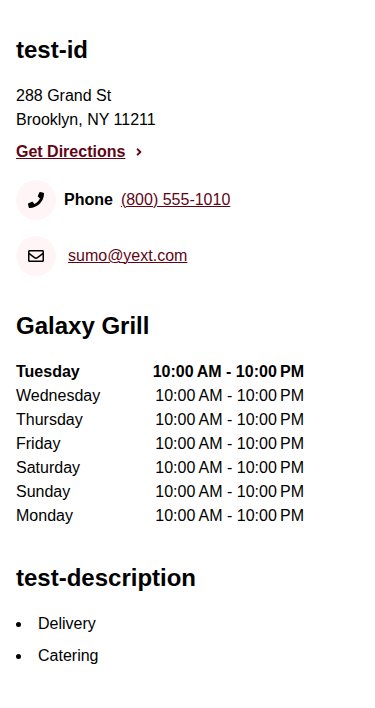 test-id
288 Grand St
Brooklyn, NY 11211
Get Directions
Phone (800) 555-1010
sumo@yext.com
Galaxy Grill
Tuesday 10:00 AM - 10:00 PM
Wednesday 10:00 AM - 10:00 PM
Thursday 10:00 AM - 10:00 PM
Friday 10:00 AM - 10:00 PM
Saturday 10:00 AM - 10:00 PM
Sunday 10:00 AM - 10:00 PM
Monday 10:00 AM - 10:00 PM
test-description
• Delivery
• Catering